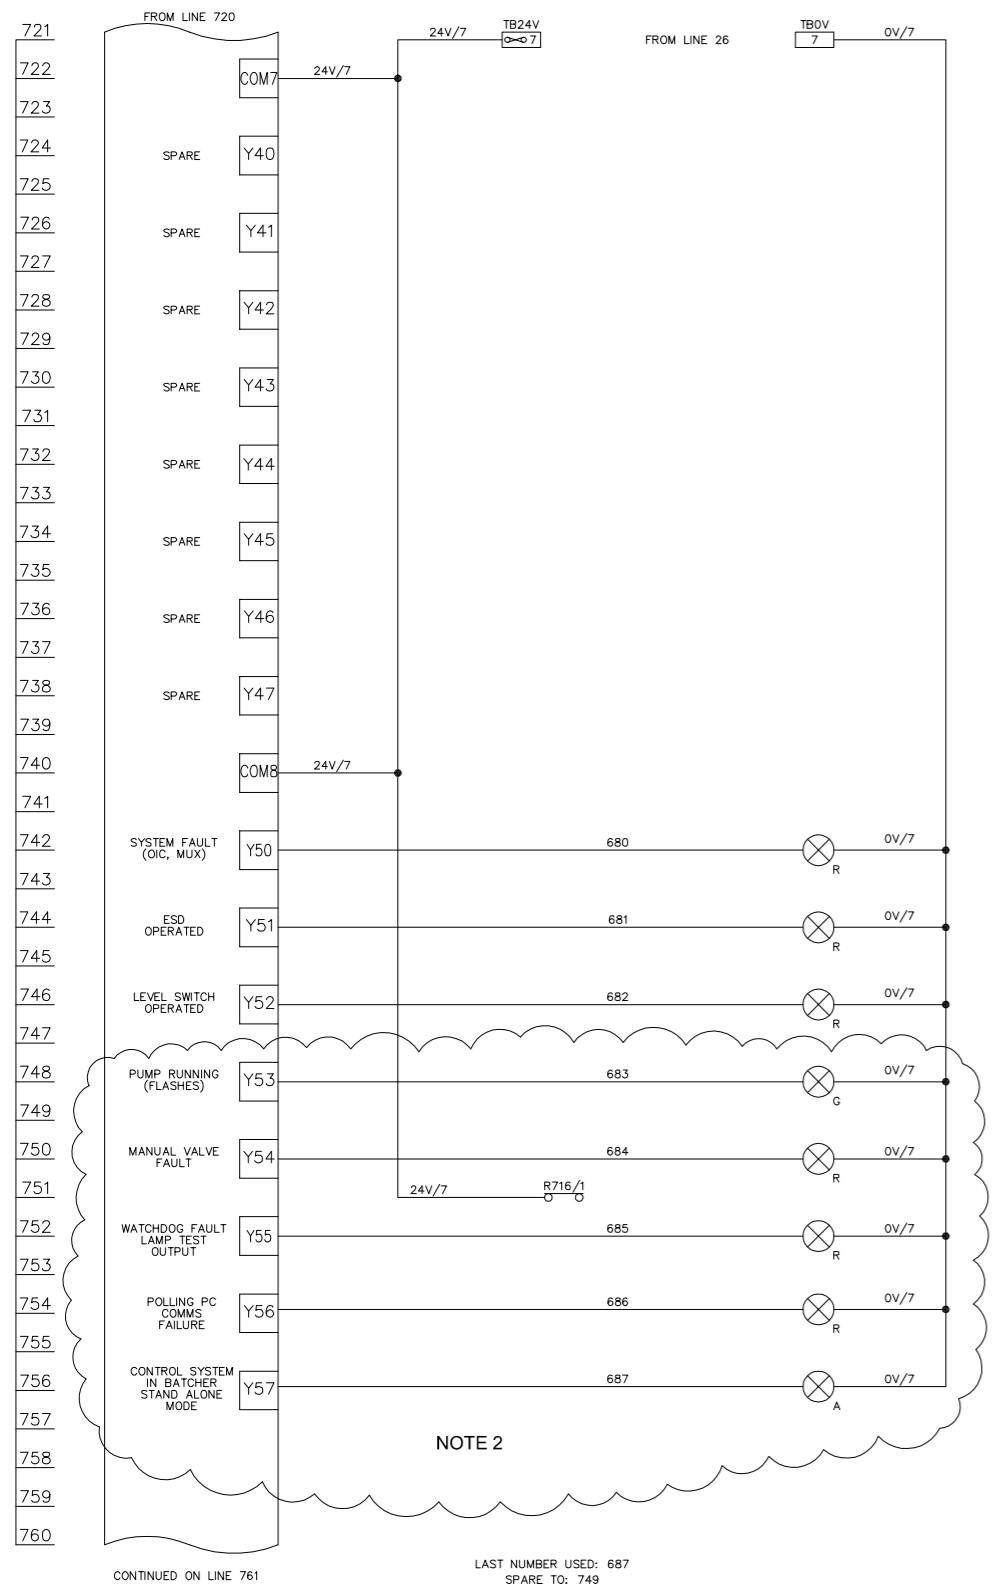 FROM LINE 720
721
24V/7
TB24V
7
FROM LINE 26
TB0V
7
0V/7
722
COM7
24V/7
723
724
SPARE
Y40
725
726
SPARE
Y41
727
728
SPARE
Y42
729
730
SPARE
Y43
731
732
SPARE
Y44
733
734
SPARE
Y45
735
736
SPARE
Y46
737
738
SPARE
Y47
739
740
COM8
24V/7
741
742
SYSTEM FAULT
(OIC, MUX)
Y50
680
R
0V/7
743
744
ESD
OPERATED
Y51
681
R
0V/7
745
746
LEVEL SWITCH
OPERATED
Y52
682
R
0V/7
747
748
PUMP RUNNING
(FLASHES)
Y53
683
G
0V/7
749
750
MANUAL VALVE
FAULT
Y54
684
R
0V/7
751
24V/7
R716/1
752
WATCHDOG FAULT
LAMP TEST
OUTPUT
Y55
685
R
0V/7
753
754
POLLING PC
COMMS
FAILURE
Y56
686
R
0V/7
755
756
CONTROL SYSTEM
IN BATCHER
STAND ALONE
MODE
Y57
687
A
0V/7
757
NOTE 2
758
759
760
CONTINUED ON LINE 761
LAST NUMBER USED: 687
SPARE TO: 749